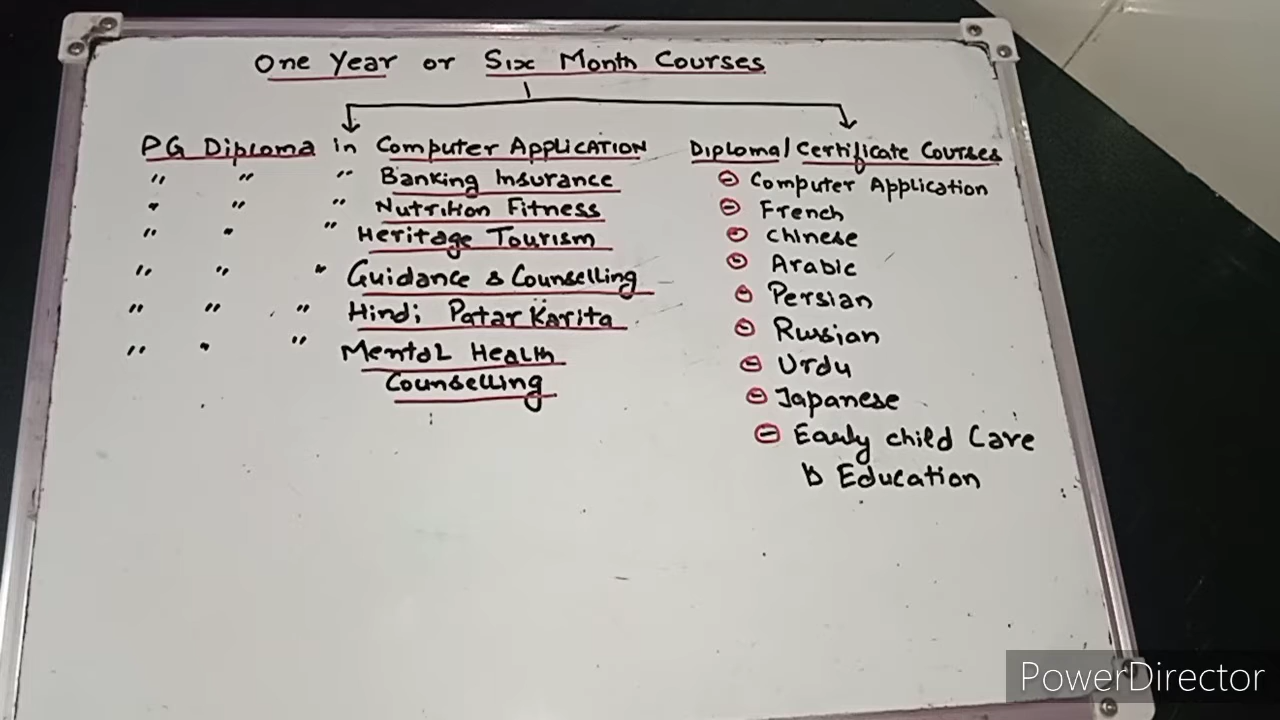 One Year or Six Month Courses
PG Diploma in Computer Application
" " " Banking Insurance
" " " Nutrition Fitness
" " " Heritage Tourism
" " " Guidance & Counselling
" " " Hindi Patar Karita
" " " Mental Health
Counselling
Diploma/Certificate Courses
Computer Application
French
Chinese
Arabic
Persian
Russian
Urdu
Japanese
Early child Care
& Education
PowerDirector